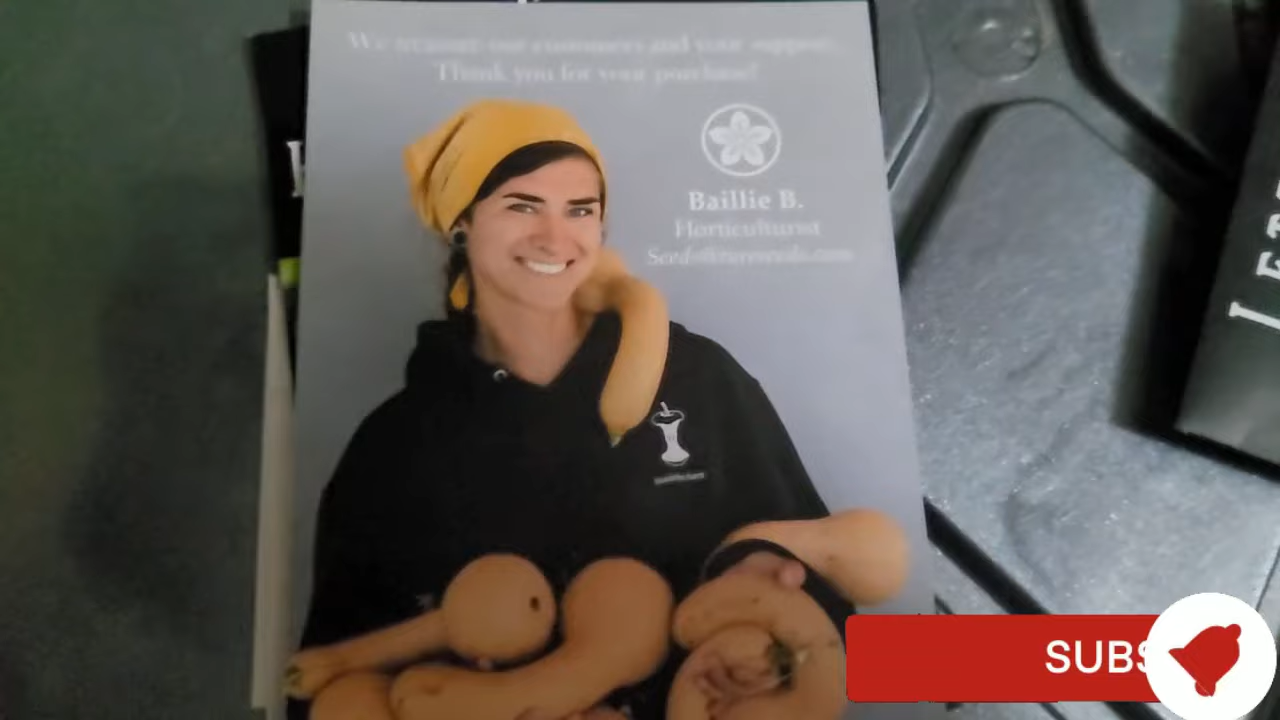 We treasure our customers and your support.
Thank you for your purchase!
Baillie B.
Horticulturist
SUBS